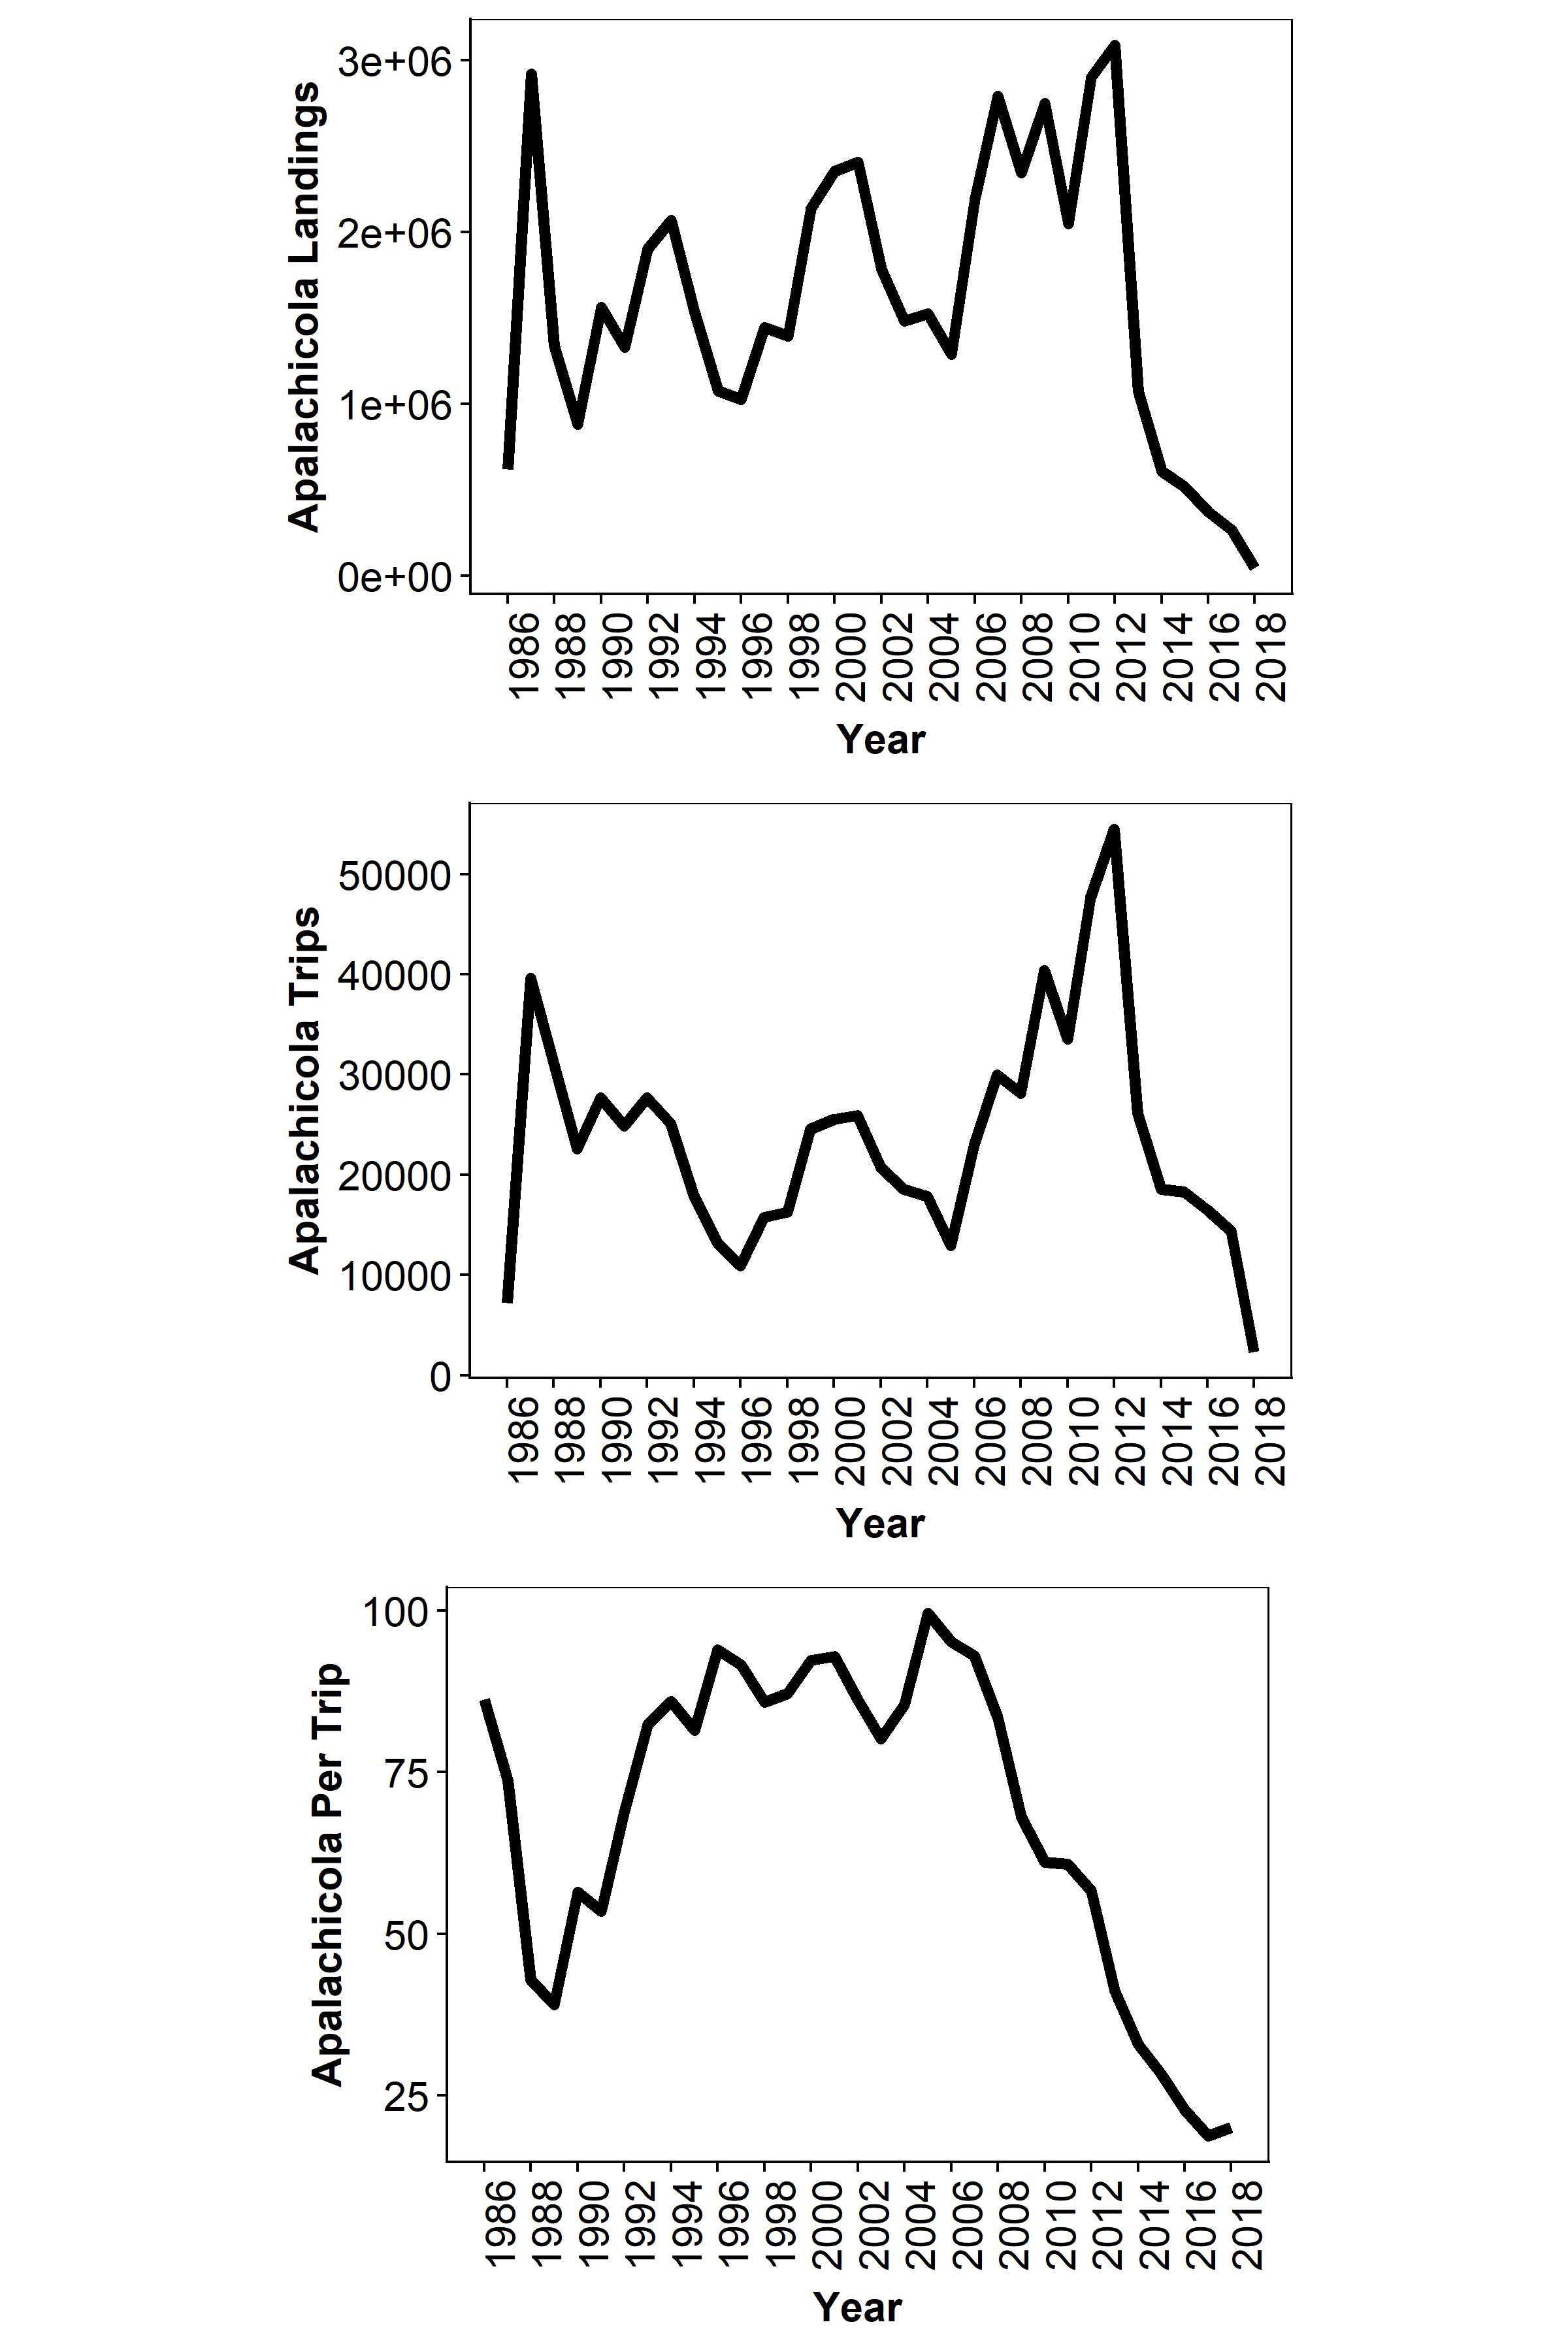 Apalachicola Landings
3e+06
2e+06
1e+06
0e+00
1986 1988 1990 1992 1994 1996 1998 2000 2002 2004 2006 2008 2010 2012 2014 2016 2018
Year
Apalachicola Trips
50000
40000
30000
20000
10000
0
1986 1988 1990 1992 1994 1996 1998 2000 2002 2004 2006 2008 2010 2012 2014 2016 2018
Year
Apalachicola Per Trip
100
75
50
25
1986 1988 1990 1992 1994 1996 1998 2000 2002 2004 2006 2008 2010 2012 2014 2016 2018
Year